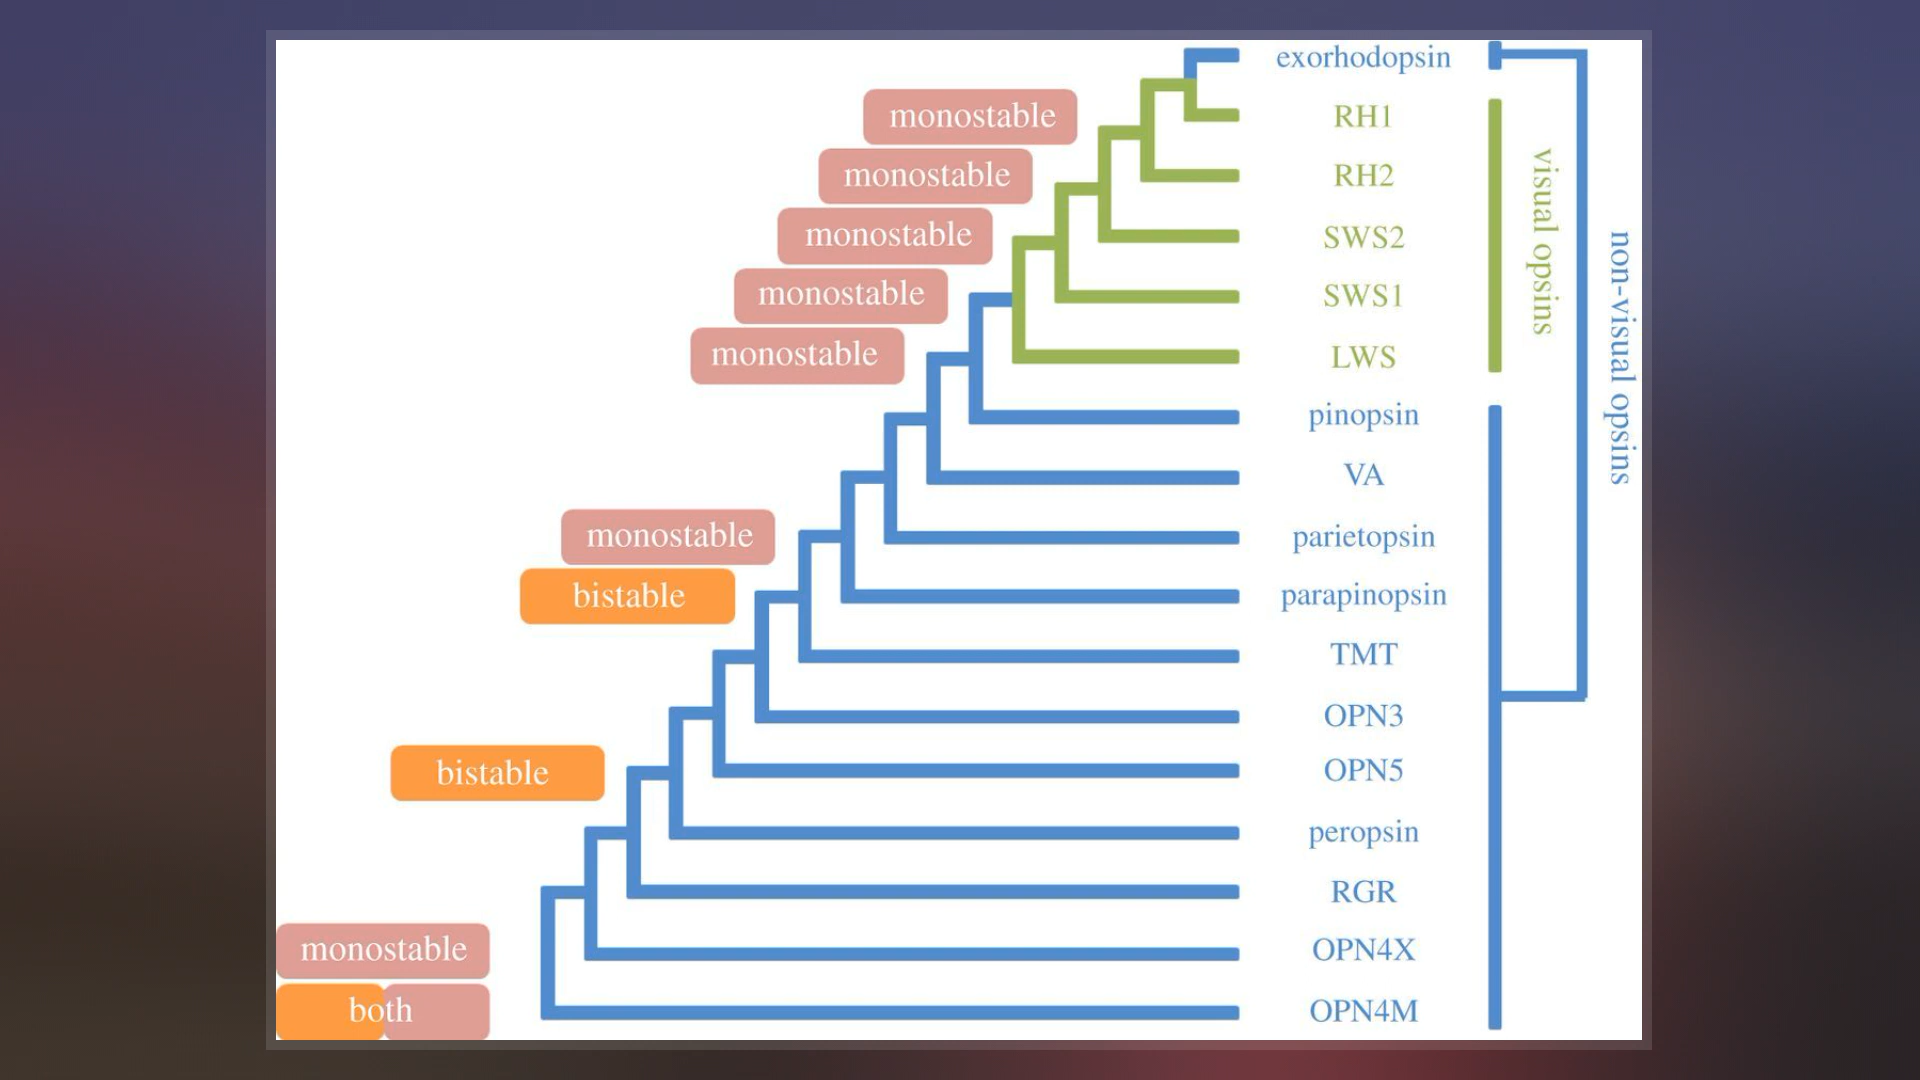 exorhodopsin
monostable RH1
monostable RH2
monostable SWS2
monostable SWS1
monostable LWS
pinopsin
VA
monostable parietopsin
bistable parapinopsin
TMT
OPN3
bistable OPN5
peropsin
RGR
monostable OPN4X
both OPN4M
visual opsins
non-visual opsins